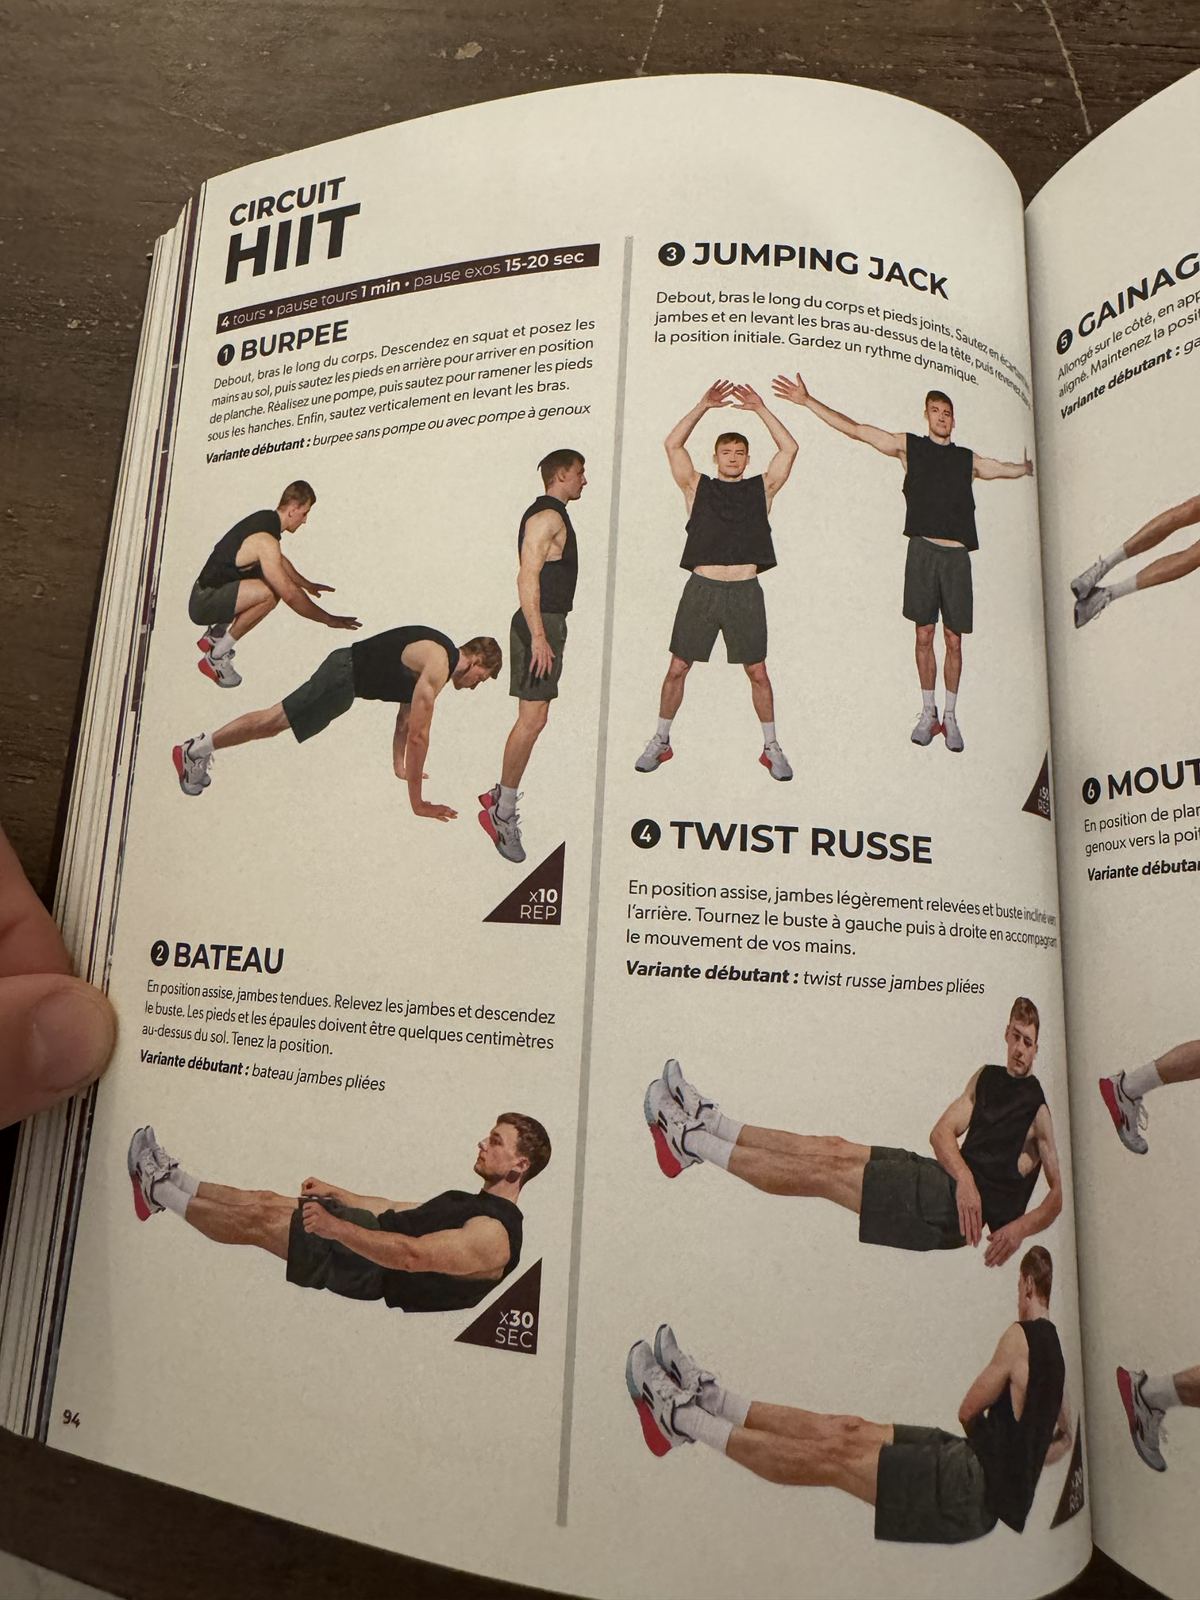 CIRCUIT
HIIT
4 tours • pause tours 1 min • pause exos 15-20 sec
1 BURPEE
Debout, bras le long du corps. Descendez en squat et posez les
mains au sol, puis sautez les pieds en arrière pour arriver en position
de planche. Réalisez une pompe, puis sautez pour ramener les pieds
sous les hanches. Enfin, sautez verticalement en levant les bras.
Variante débutant : burpee sans pompe ou avec pompe à genoux
x10
REP
2 BATEAU
En position assise, jambes tendues. Relevez les jambes et descendez
le buste. Les pieds et les épaules doivent être quelques centimètres
au-dessus du sol. Tenez la position.
Variante débutant : bateau jambes pliées
x30
SEC
94
3 JUMPING JACK
Debout, bras le long du corps et pieds joints. Sautez en
jambes et en levant les bras au-dessus de la tête, puis
la position initiale. Gardez un rythme dynamique.
4 TWIST RUSSE
En position assise, jambes légèrement relevées et buste incliné
l'arrière. Tournez le buste à gauche puis à droite en
le mouvement de vos mains.
Variante débutant : twist russe jambes pliées
5
Allongé sur le côté, en
aligné. Maintenez la
Variante débutant :
6
En position de
genoux vers la
Variante